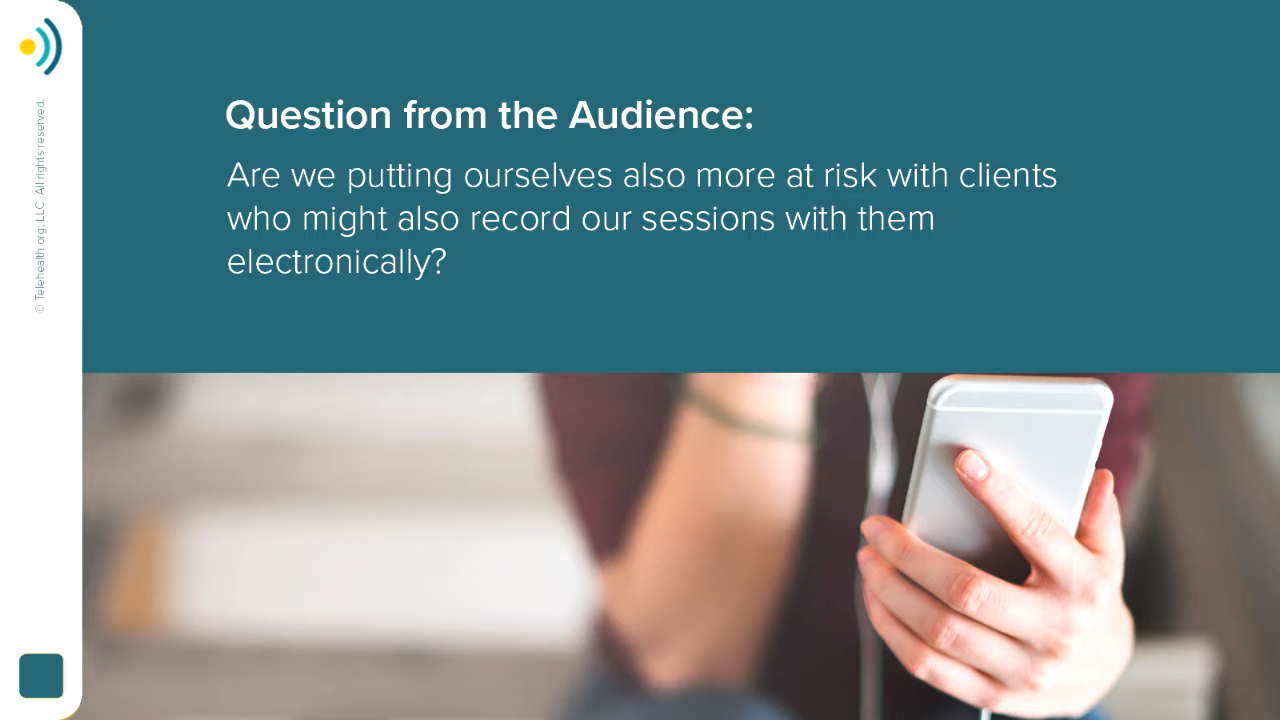 Question from the Audience:
Are we putting ourselves also more at risk with clients
who might also record our sessions with them
electronically?
© Telehealth.org, LLC All rights reserved.